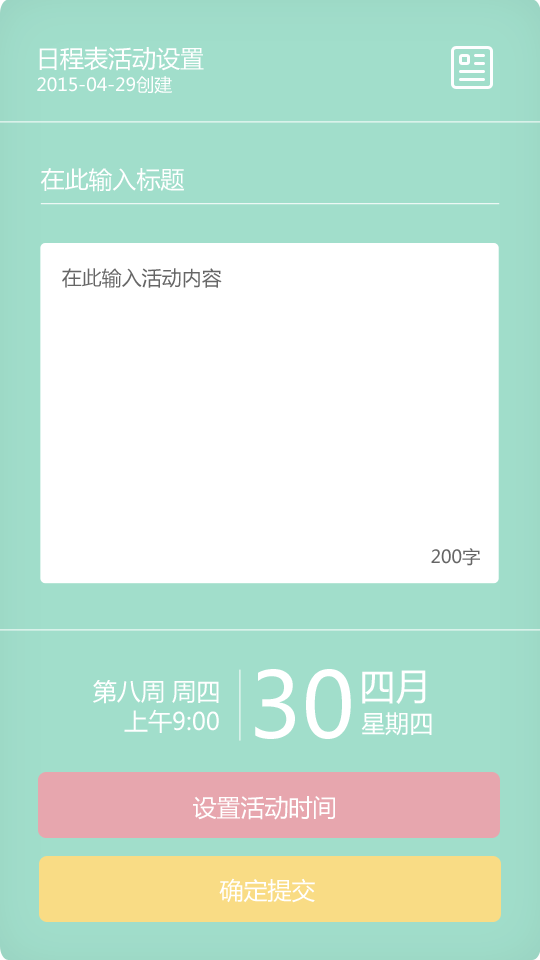 日程表活动设置
2015-04-29创建
在此输入标题
在此输入活动内容
200字
第八周 周四
上午9:00
30
四月
星期四
设置活动时间
确定提交